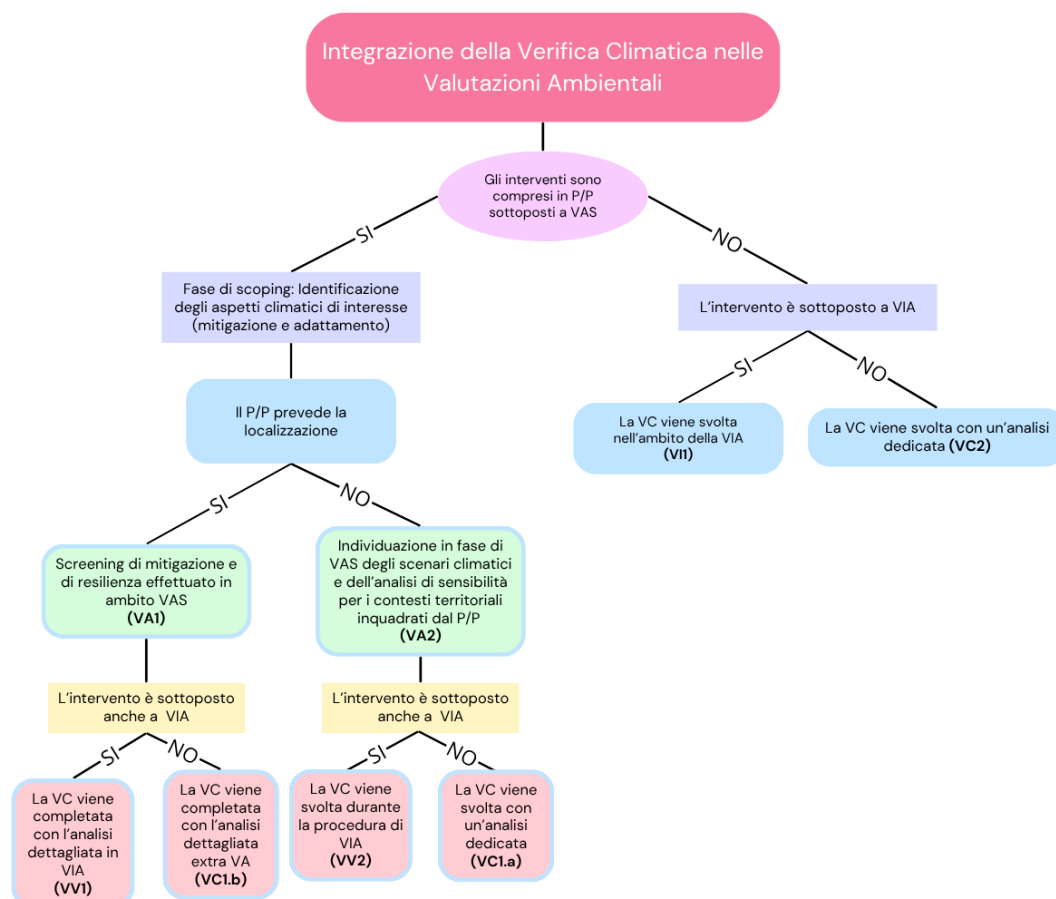 Integrazione della Verifica Climatica nelle
Valutazioni Ambientali
Gli interventi sono
compresi in P/P
sottoposti a VAS
SI
NO
Fase di scoping: Identificazione
degli aspetti climatici di interesse
(mitigazione e adattamento)
L'intervento è sottoposto a VIA
SI
NO
Il P/P prevede la
localizzazione
La VC viene svolta
nell'ambito della VIA
(VI1)
La VC viene svolta con un'analisi
dedicata (VC2)
SI
NO
Screening di mitigazione e
di resilienza effettuato in
ambito VAS
(VA1)
Individuazione in fase di
VAS degli scenari climatici
e dell'analisi di sensibilità
per i contesti territoriali
inquadrati dal P/P
(VA2)
L'intervento è sottoposto
anche a VIA
L'intervento è sottoposto
anche a VIA
SI
NO
SI
NO
La VC viene
completata
con l'analisi
dettagliata in
VIA
(VV1)
La VC viene
completata
con l'analisi
dettagliata
extra VA
(VC1.b)
La VC viene
svolta durante
la procedura di
VIA
(VV2)
La VC viene
svolta con
un'analisi
dedicata
(VC1.a)